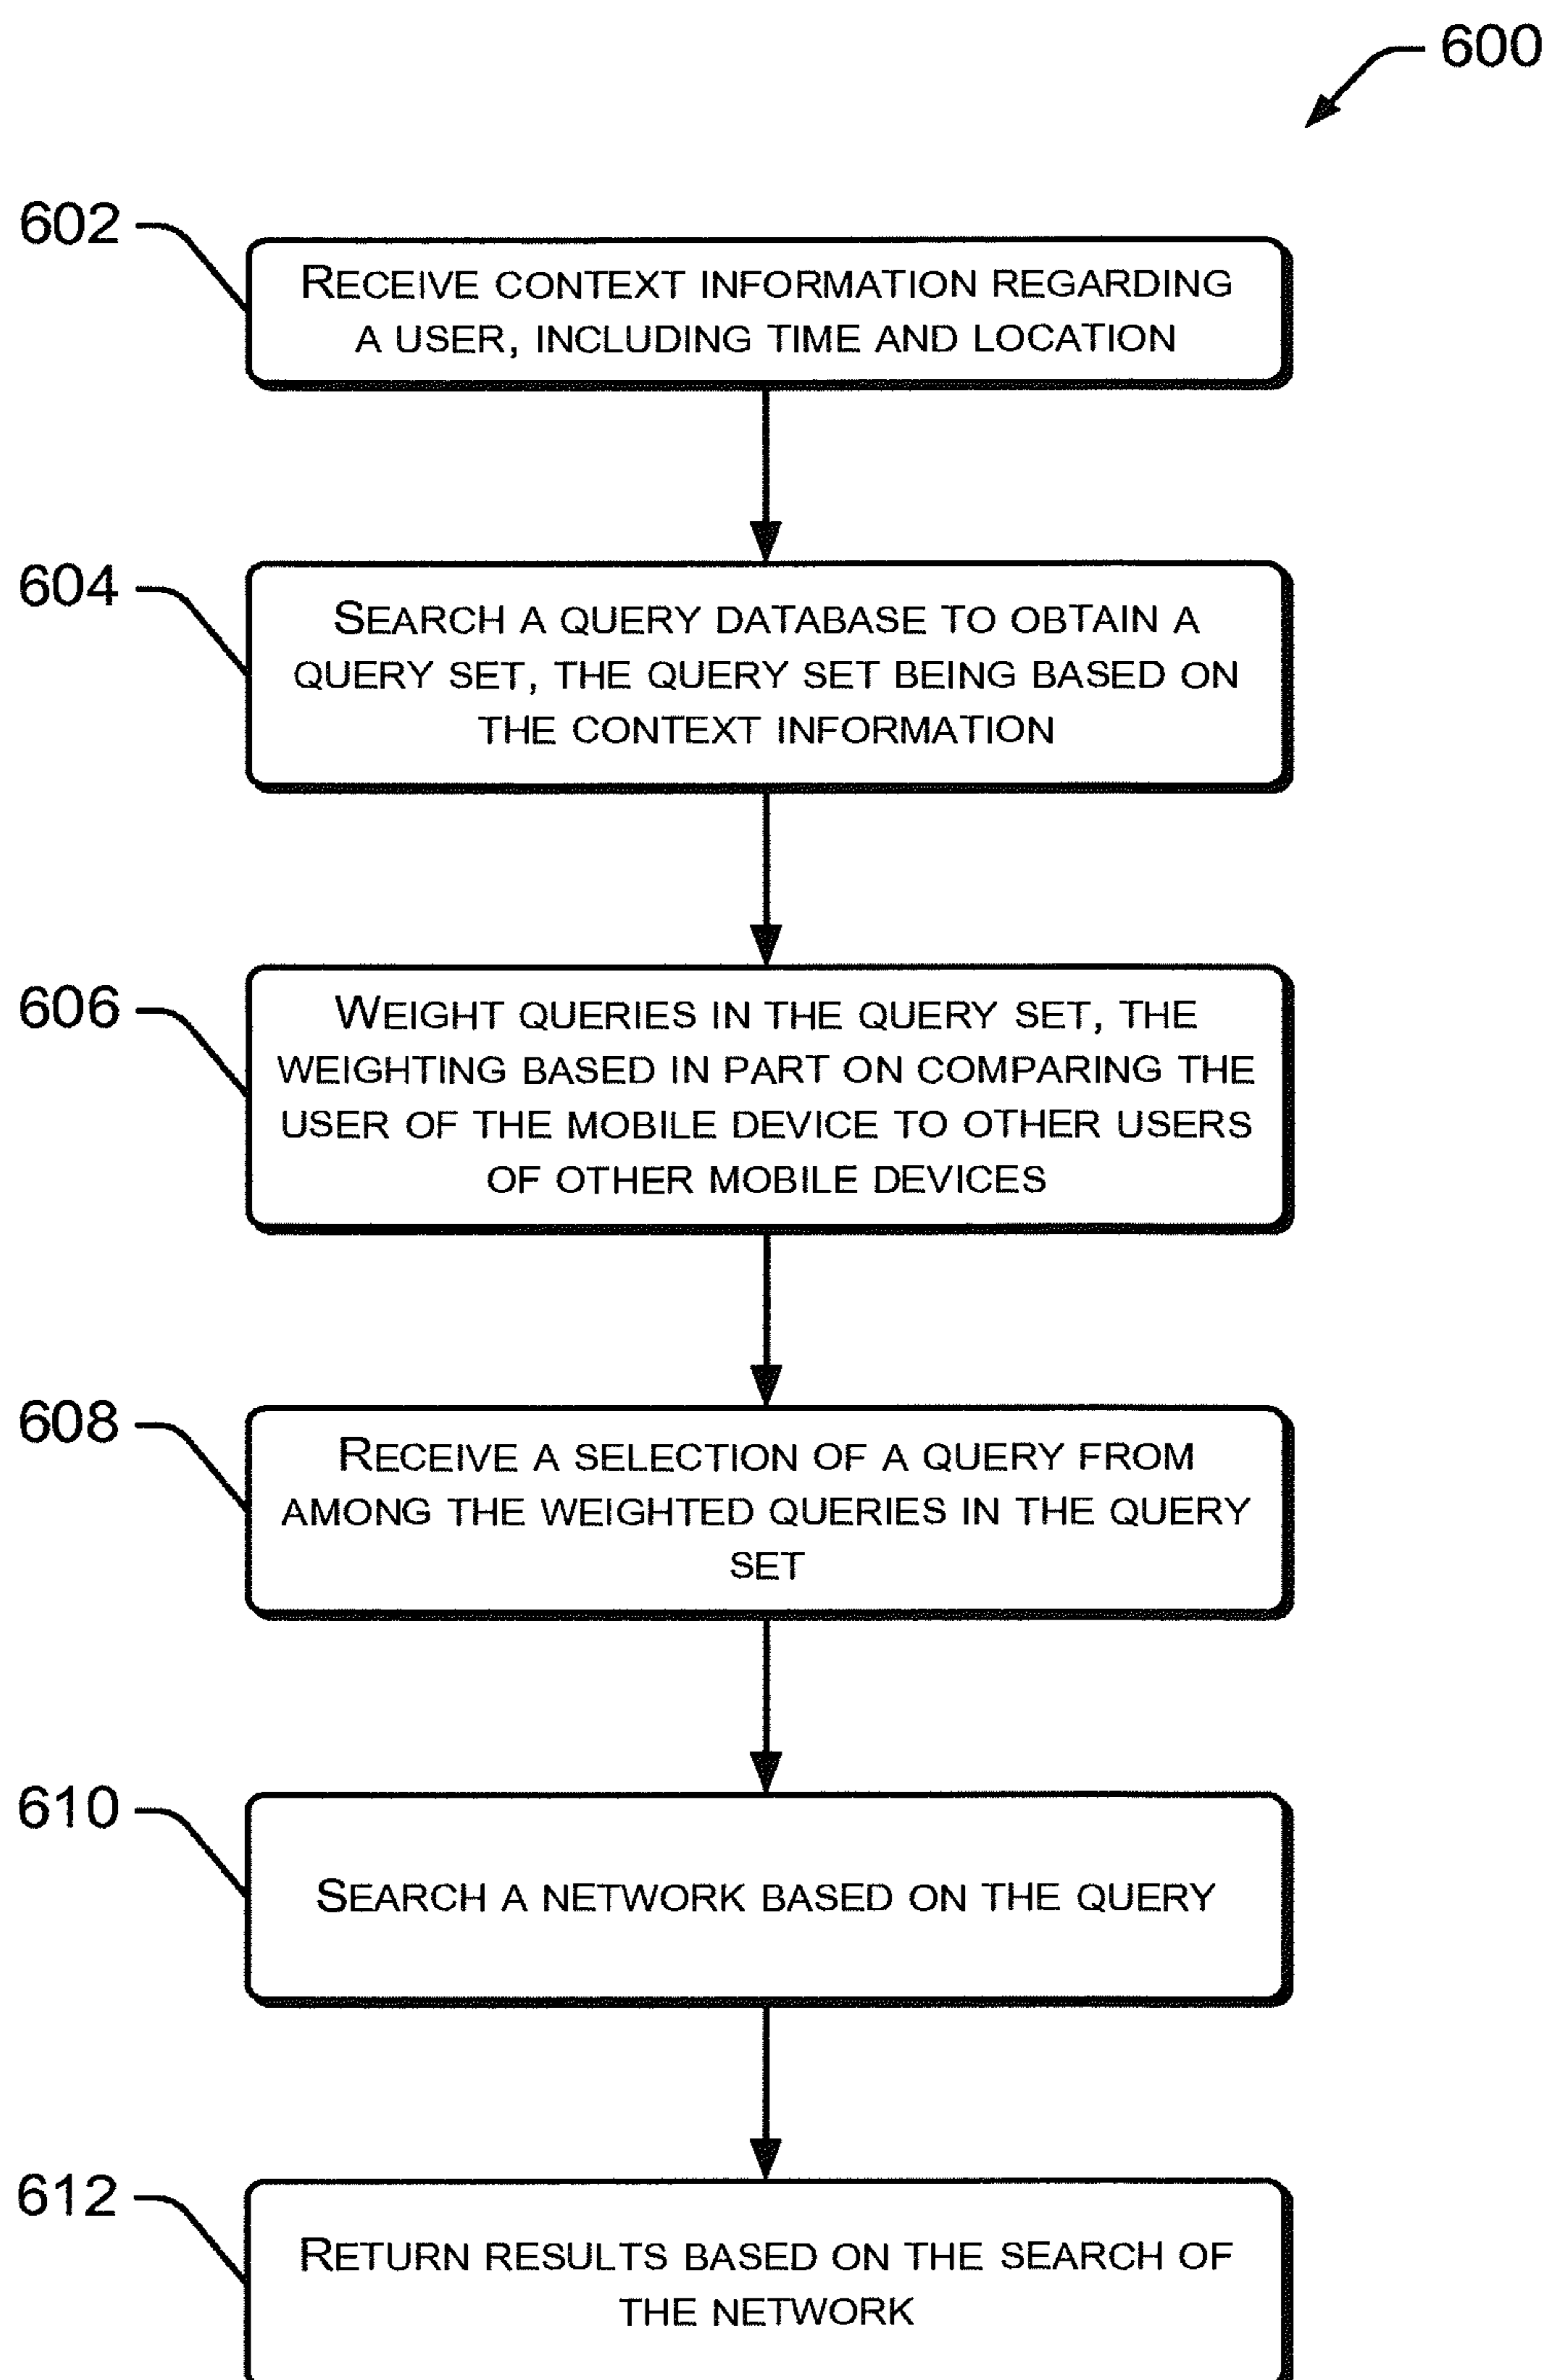 600
602
RECEIVE CONTEXT INFORMATION REGARDING
A USER, INCLUDING TIME AND LOCATION
604
SEARCH A QUERY DATABASE TO OBTAIN A
QUERY SET, THE QUERY SET BEING BASED ON
THE CONTEXT INFORMATION
606
WEIGHT QUERIES IN THE QUERY SET, THE
WEIGHTING BASED IN PART ON COMPARING THE
USER OF THE MOBILE DEVICE TO OTHER USERS
OF OTHER MOBILE DEVICES
608
RECEIVE A SELECTION OF A QUERY FROM
AMONG THE WEIGHTED QUERIES IN THE QUERY
SET
610
SEARCH A NETWORK BASED ON THE QUERY
612
RETURN RESULTS BASED ON THE SEARCH OF
THE NETWORK